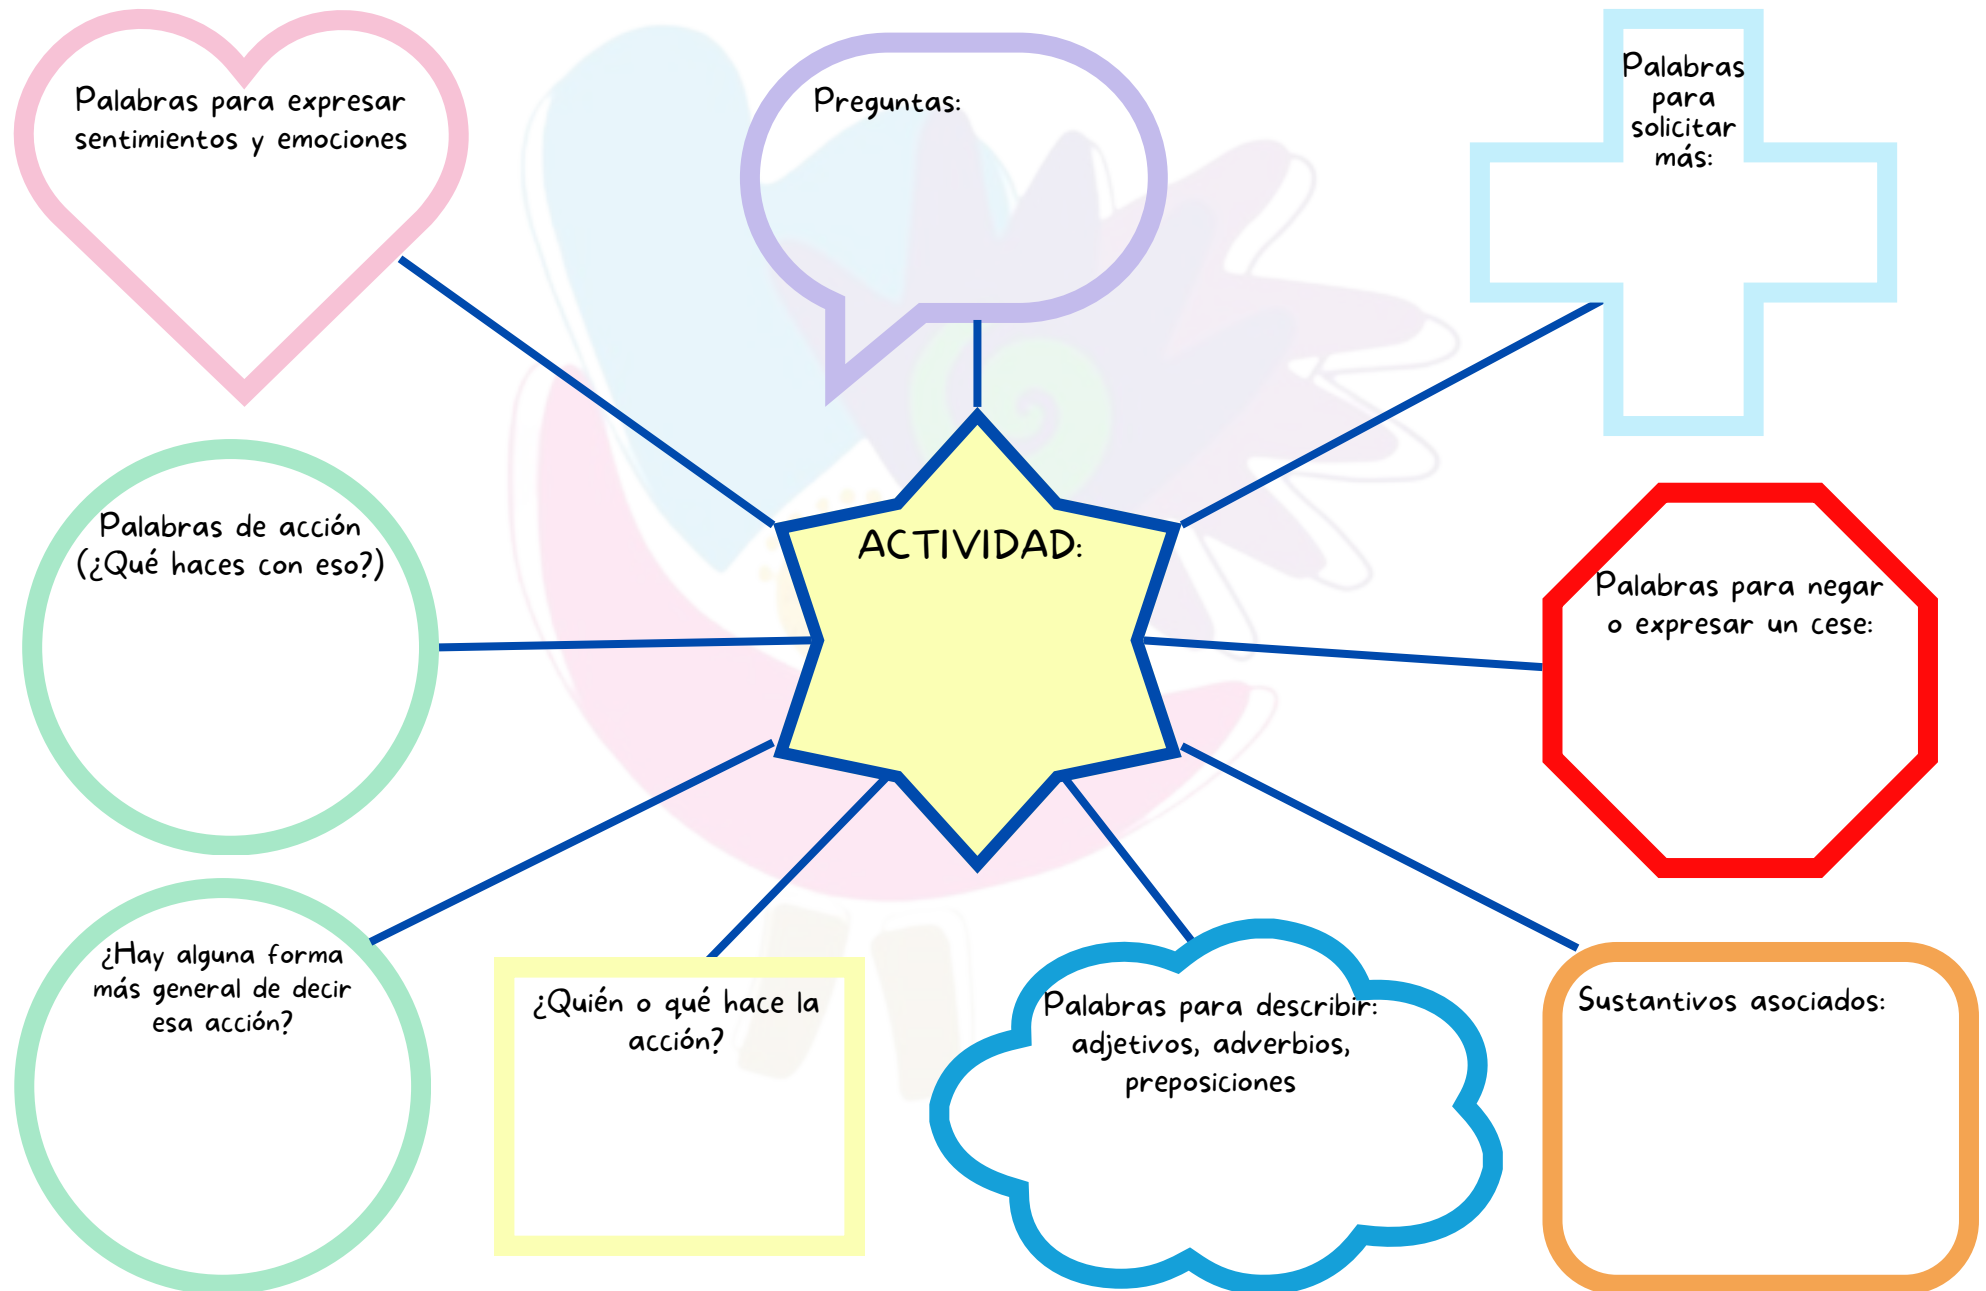 Palabras para expresar
sentimientos y emociones
Preguntas:
Palabras
para
solicitar
más:
Palabras de acción
(¿Qué haces con eso?)
ACTIVIDAD:
Palabras para negar
o expresar un cese:
¿Hay alguna forma
más general de decir
esa acción?
¿Quién o qué hace la
acción?
Palabras para describir:
adjetivos, adverbios,
preposiciones
Sustantivos asociados: